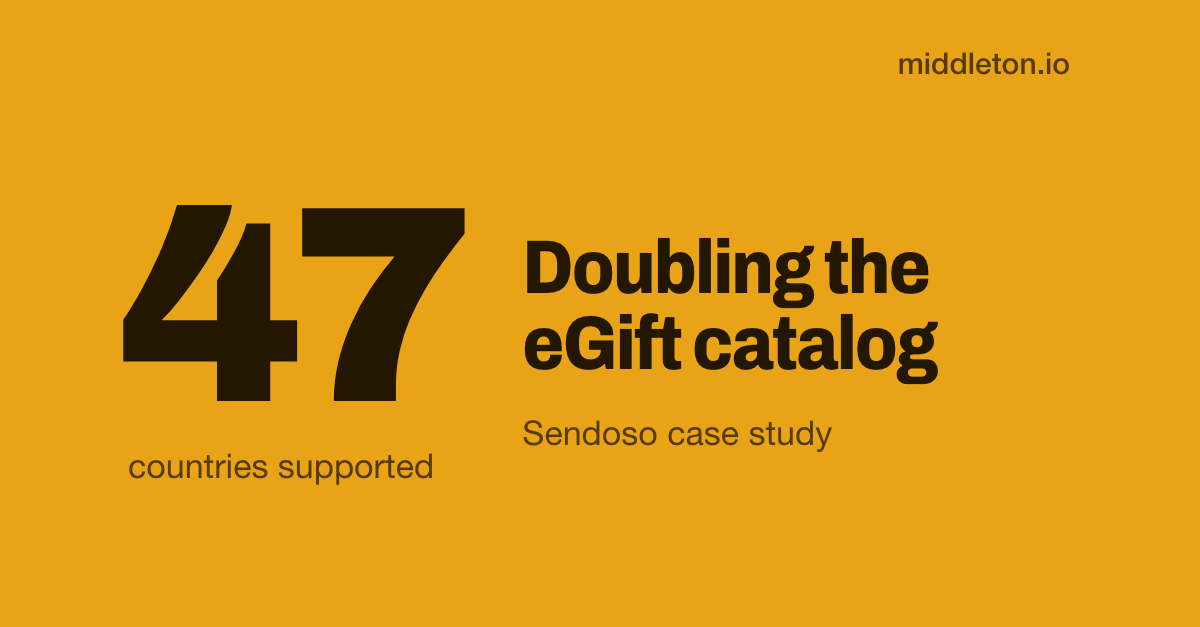 middleton.io
47
countries supported
Doubling the
eGift catalog
Sendoso case study